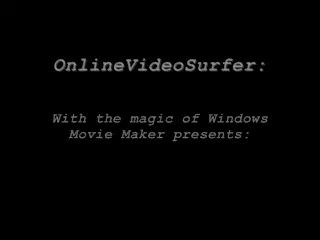 OnlineVideoSurfer:
With the magic of Windows
Movie Maker presents: